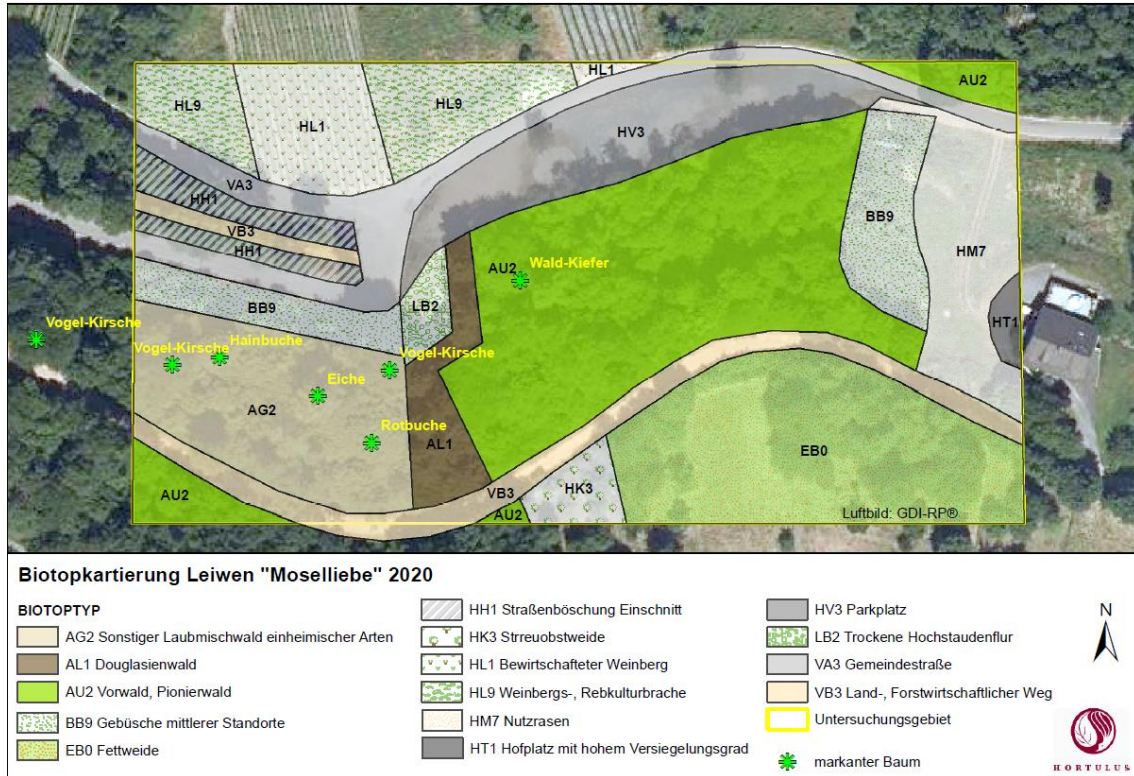 HL1
AU2
HL9
HL9
HL1
HV3
VA3
HH1
VB3
HH1
BB9
HM7
AU2
Wald-Kiefer
BB9
LB2
HT1
Vogel-Kirsche
Vogel-Kirsche
Hainbuche
Vogel-Kirsche
Eiche
AG2
Rotbuche
AL1
EB0
AU2
VB3
HK3
AU2
Luftbild: GDI-RP®
Biotopkartierung Leiwen "Moselliebe" 2020
BIOTOPTYP
AG2 Sonstiger Laubmischwald einheimischer Arten
AL1 Douglasienwald
AU2 Vorwald, Pionierwald
BB9 Gebüsche mittlerer Standorte
EB0 Fettweide
HH1 Straßenböschung Einschnitt
HK3 Strreuobstweide
HL1 Bewirtschafteter Weinberg
HL9 Weinbergs-, Rebkulturbrache
HM7 Nutzrasen
HT1 Hofplatz mit hohem Versiegelungsgrad
HV3 Parkplatz
LB2 Trockene Hochstaudenflur
VA3 Gemeindestraße
VB3 Land-, Forstwirtschaftlicher Weg
Untersuchungsgebiet
markanter Baum
N
HORTULUS